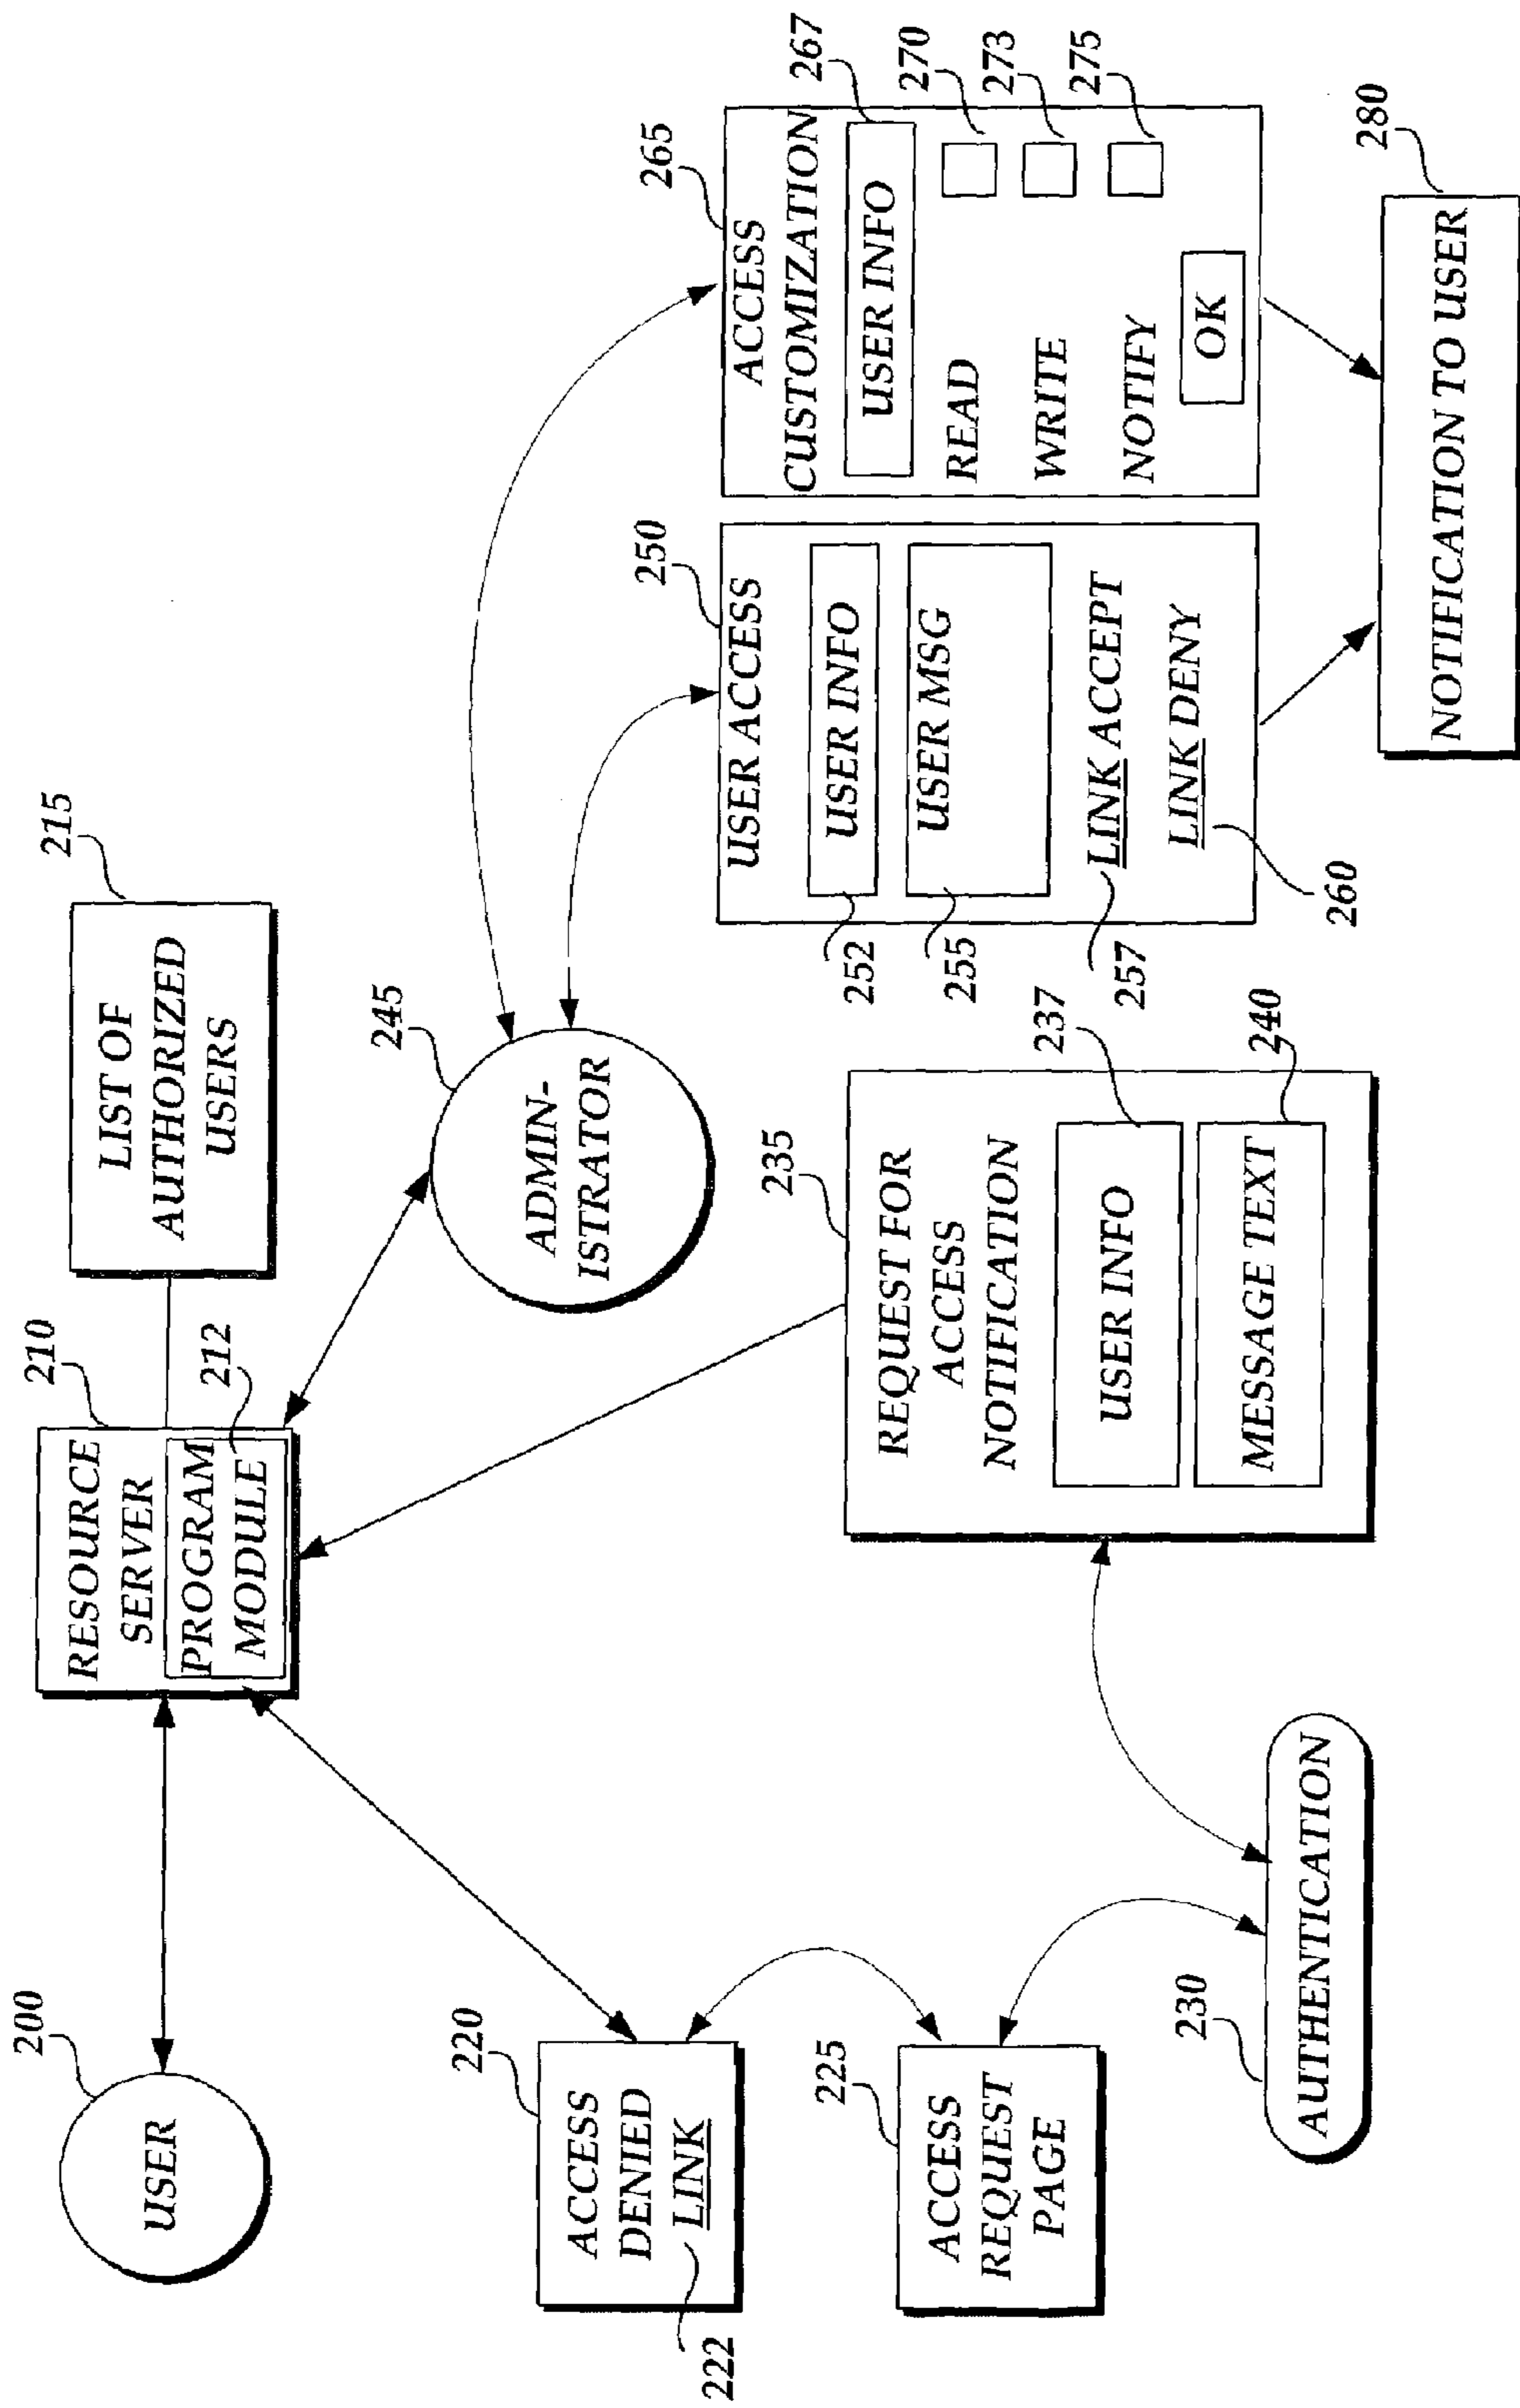 200
USER
210
RESOURCE
SERVER
212
PROGRAM
MODULE
215
LIST OF
AUTHORIZED
USERS
220
ACCESS
DENIED
LINK
222
225
ACCESS
REQUEST
PAGE
230
AUTHENTICATION
235
REQUEST FOR
ACCESS
NOTIFICATION
237
USER INFO
240
MESSAGE TEXT
245
ADMIN-
ISTRATOR
250
USER ACCESS
252
USER INFO
255
USER MSG
257
LINK ACCEPT
LINK DENY
260
265
ACCESS
CUSTOMIZATION
267
USER INFO
READ
270
WRITE
273
NOTIFY
275
OK
280
NOTIFICATION TO USER